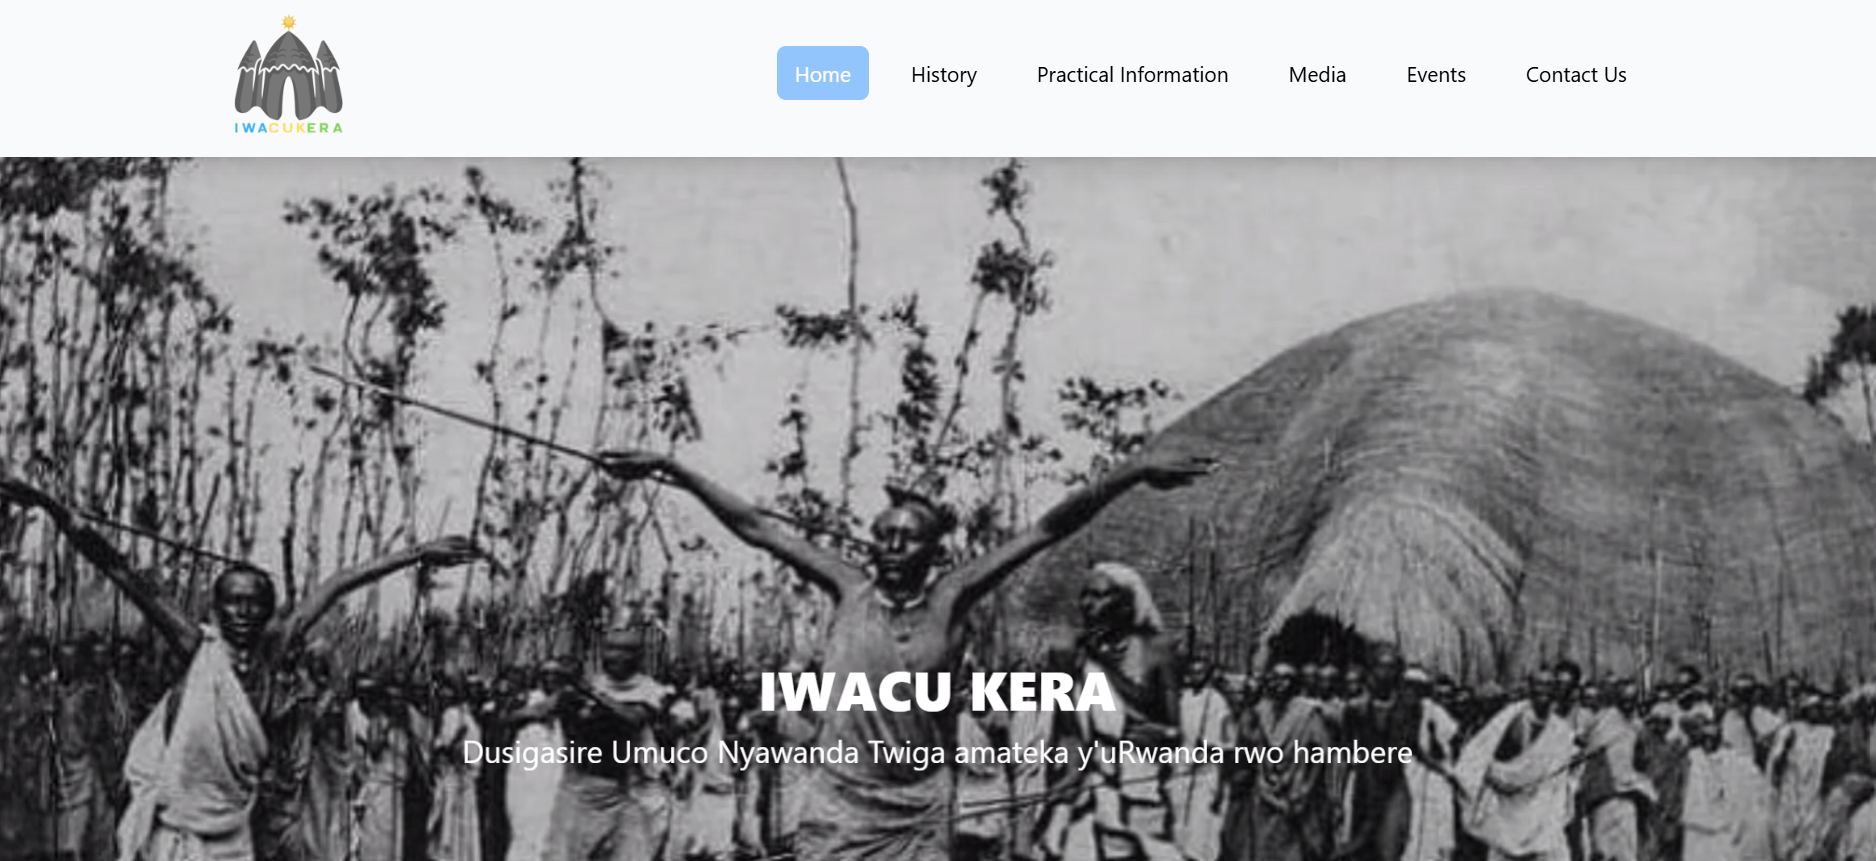 IWACUKERA
Home
History
Practical Information
Media
Events
Contact Us
IWACU KERA
Dusigasire Umuco Nyawanda Twiga amateka y'uRwanda rwo hambere